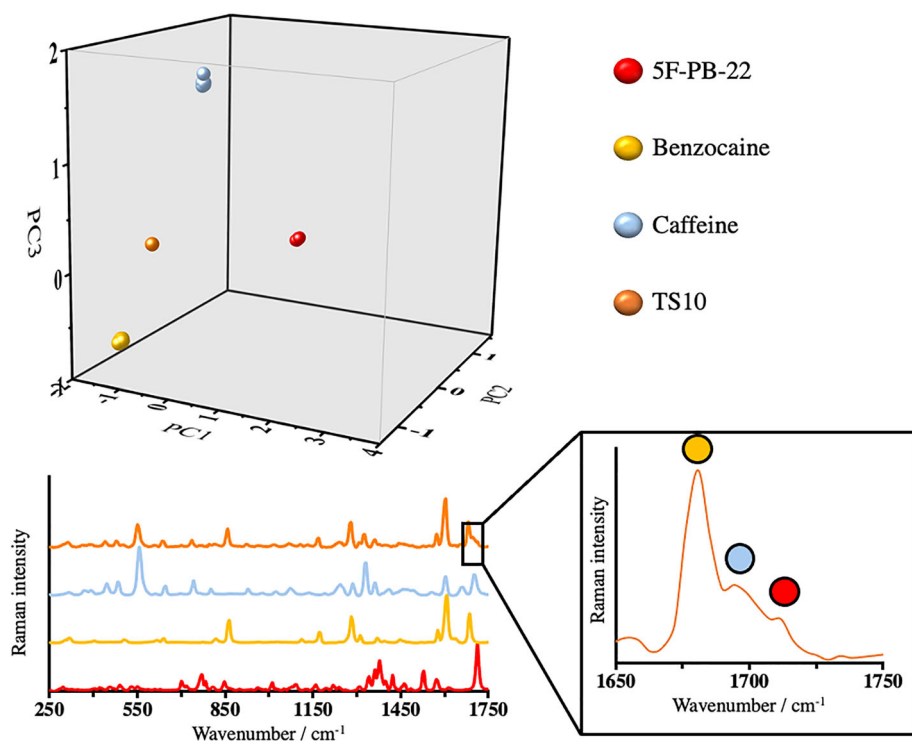 2
1
0
PC3
-1
0
1
2
3
4
PC1
-1
0
1
PC2
5F-PB-22
Benzocaine
Caffeine
TS10
Raman intensity
250 550 850 1150 1450 1750
Wavenumber / cm⁻¹
Raman intensity
1650 1700 1750
Wavenumber / cm⁻¹